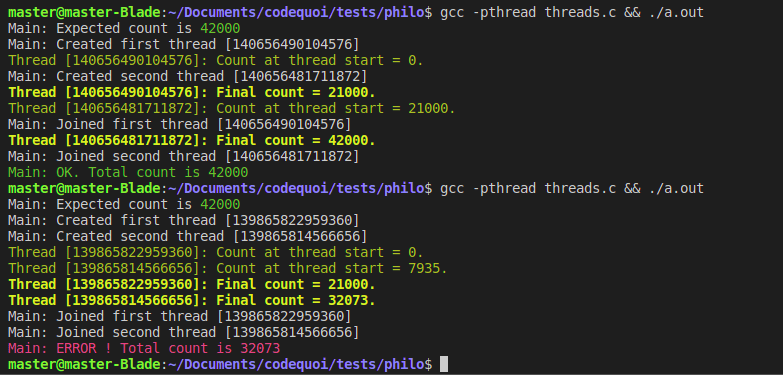 master@master-Blade:~/Documents/codequoi/tests/philo$ gcc -pthread threads.c && ./a.out
Main: Expected count is 42000
Main: Created first thread [140656490104576]
Thread [140656490104576]: Count at thread start = 0.
Main: Created second thread [140656481711872]
Thread [140656490104576]: Final count = 21000.
Thread [140656481711872]: Count at thread start = 21000.
Main: Joined first thread [140656490104576]
Thread [140656481711872]: Final count = 42000.
Main: Joined second thread [140656481711872]
Main: OK. Total count is 42000
master@master-Blade:~/Documents/codequoi/tests/philo$ gcc -pthread threads.c && ./a.out
Main: Expected count is 42000
Main: Created first thread [139865822959360]
Main: Created second thread [139865814566656]
Thread [139865822959360]: Count at thread start = 0.
Thread [139865814566656]: Count at thread start = 7935.
Thread [139865822959360]: Final count = 21000.
Thread [139865814566656]: Final count = 32073.
Main: Joined first thread [139865822959360]
Main: Joined second thread [139865814566656]
Main: ERROR ! Total count is 32073
master@master-Blade:~/Documents/codequoi/tests/philo$